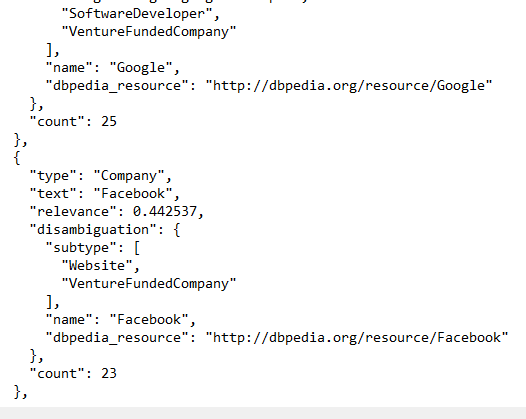 "SoftwareDeveloper",
"VentureFundedCompany"
],
"name": "Google",
"dbpedia_resource": "http://dbpedia.org/resource/Google"
},
"count": 25
},
{
"type": "Company",
"text": "Facebook",
"relevance": 0.442537,
"disambiguation": {
"subtype": [
"Website",
"VentureFundedCompany"
],
"name": "Facebook",
"dbpedia_resource": "http://dbpedia.org/resource/Facebook"
},
"count": 23
},